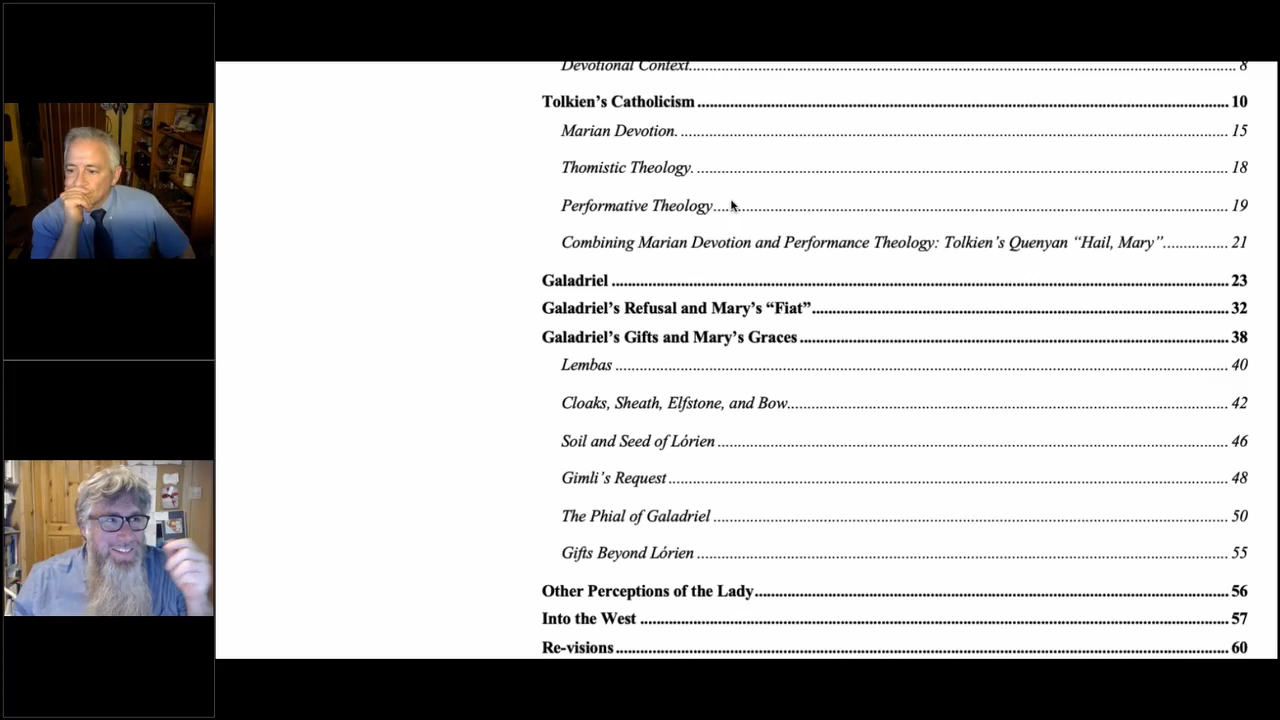 Devotional Context........8
Tolkien’s Catholicism........10
Marian Devotion.........15
Thomistic Theology.........18
Performative Theology........19
Combining Marian Devotion and Performance Theology: Tolkien’s Quenyan “Hail, Mary”........21
Galadriel........23
Galadriel’s Refusal and Mary’s “Fiat”........32
Galadriel’s Gifts and Mary’s Graces........38
Lembas........40
Cloaks, Sheath, Elfstone, and Bow........42
Soil and Seed of Lórien........46
Gimli’s Request........48
The Phial of Galadriel........50
Gifts Beyond Lórien........55
Other Perceptions of the Lady........56
Into the West........57
Re-visions........60